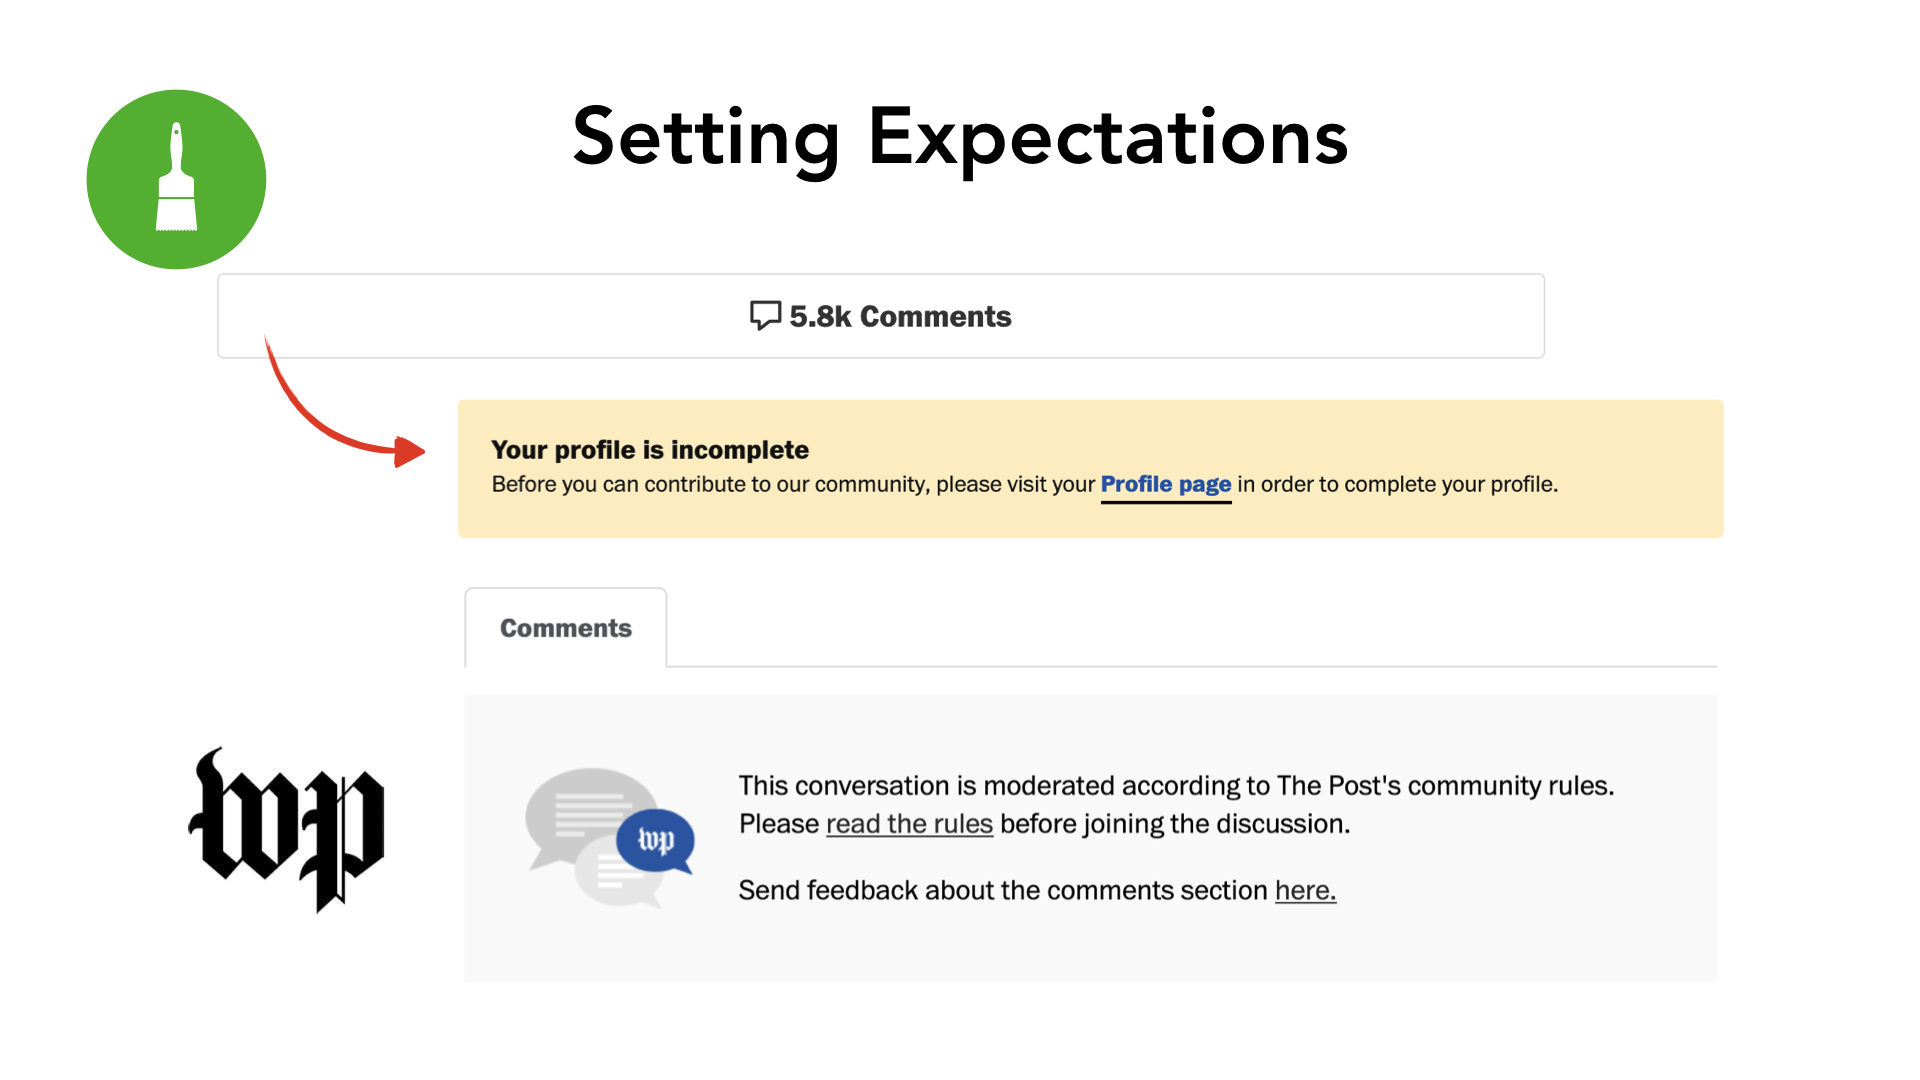 Setting Expectations
5.8k Comments
Your profile is incomplete
Before you can contribute to our community, please visit your Profile page in order to complete your profile.
Comments
wp
wp
This conversation is moderated according to The Post's community rules.
Please read the rules before joining the discussion.
Send feedback about the comments section here.